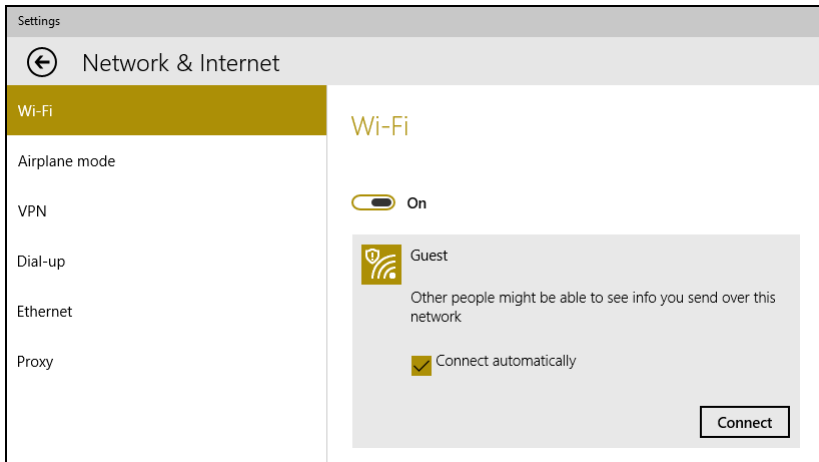 Settings
Network & Internet
Wi-Fi
Airplane mode
VPN
Dial-up
Ethernet
Proxy
Wi-Fi
On
Guest
Other people might be able to see info you send over this
network
Connect automatically
Connect